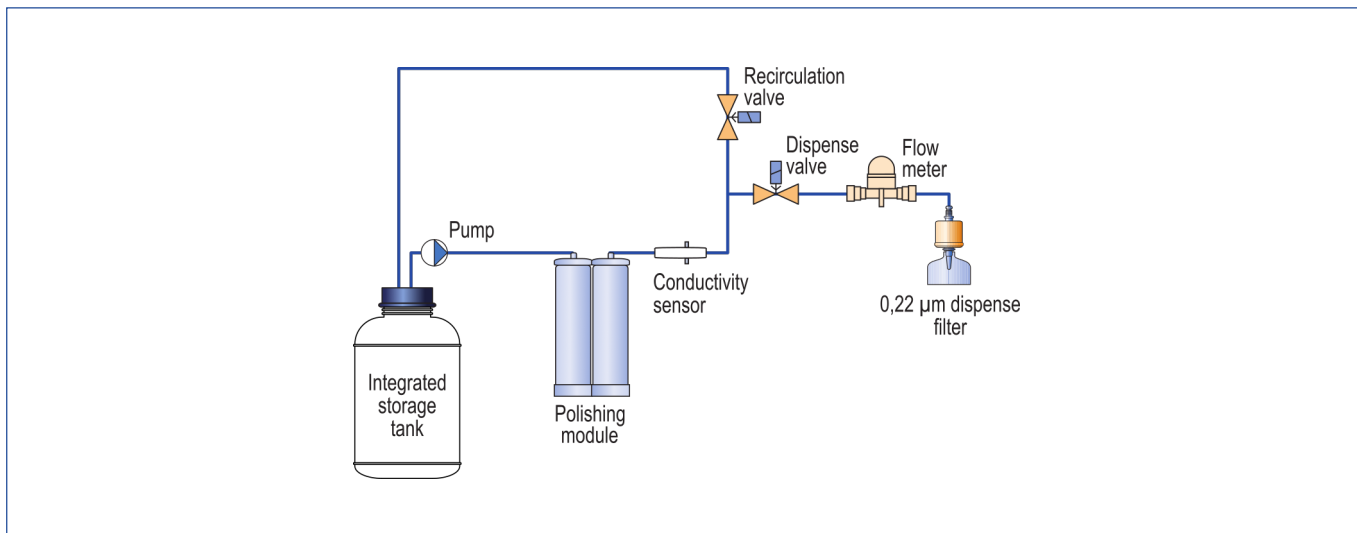 Recirculation
valve
Dispense
valve
Flow
meter
Pump
Conductivity
sensor
0,22 µm dispense
filter
Integrated
storage
tank
Polishing
module